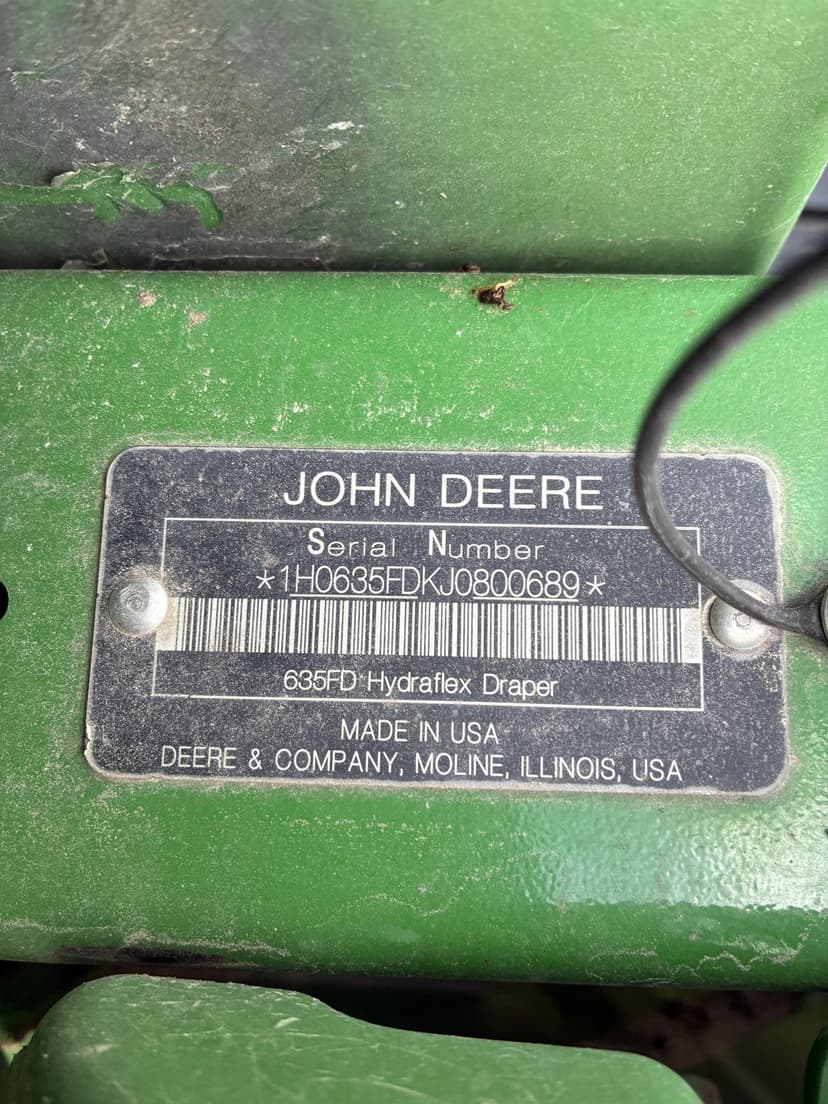 JOHN DEERE
Serial Number
*1H0635FDKJ0800689*
635FD Hydraflex Draper
MADE IN USA
DEERE & COMPANY, MOLINE, ILLINOIS, USA